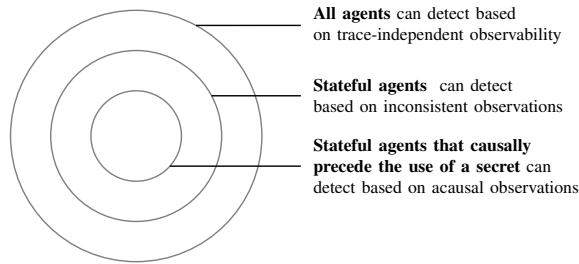 All agents can detect based
on trace-independent observability
Stateful agents can detect
based on inconsistent observations
Stateful agents that causally
precede the use of a secret can
detect based on acausal observations